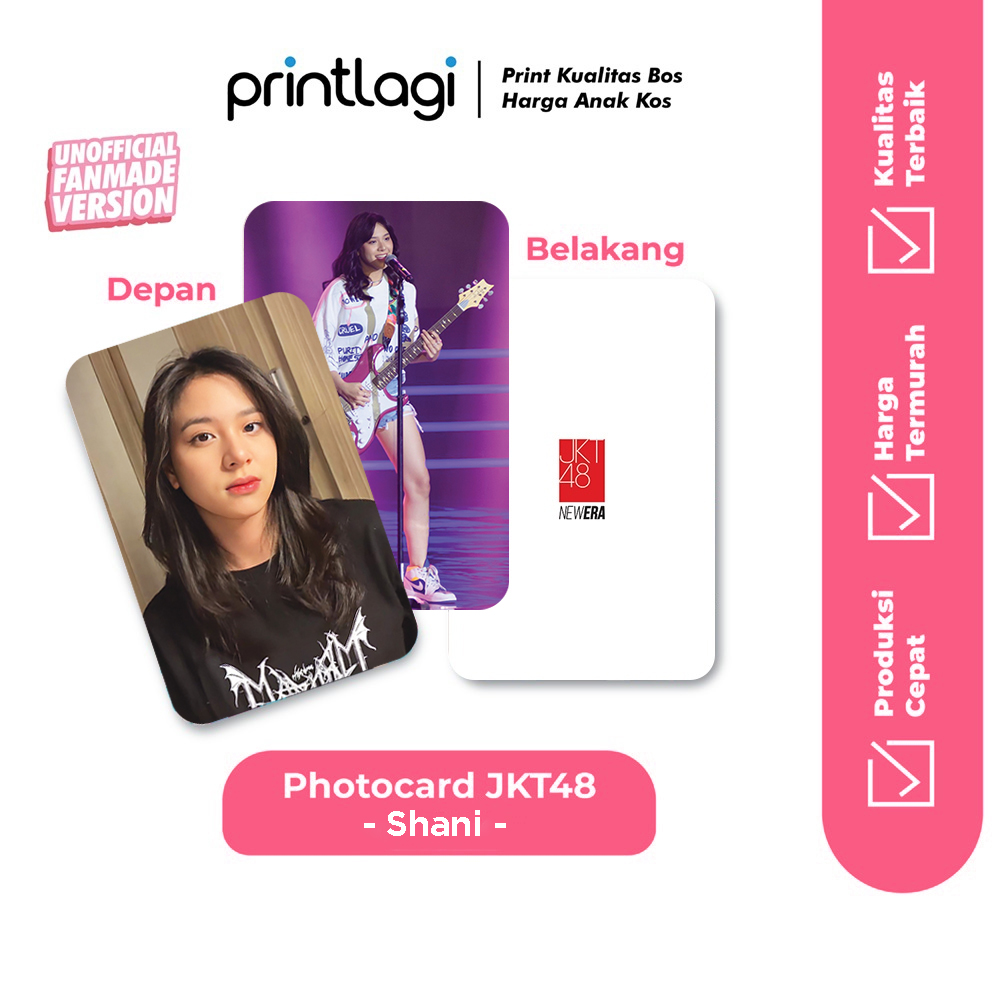 printlagi
Print Kualitas Bos
Harga Anak Kos
UNOFFICIAL
FANMADE
VERSION
Depan
Belakang
PURITY
JKT
48
NEWERA
Photocard JKT48
- Shani -
Kualitas
Terbaik
Harga
Termurah
Produksi
Cepat